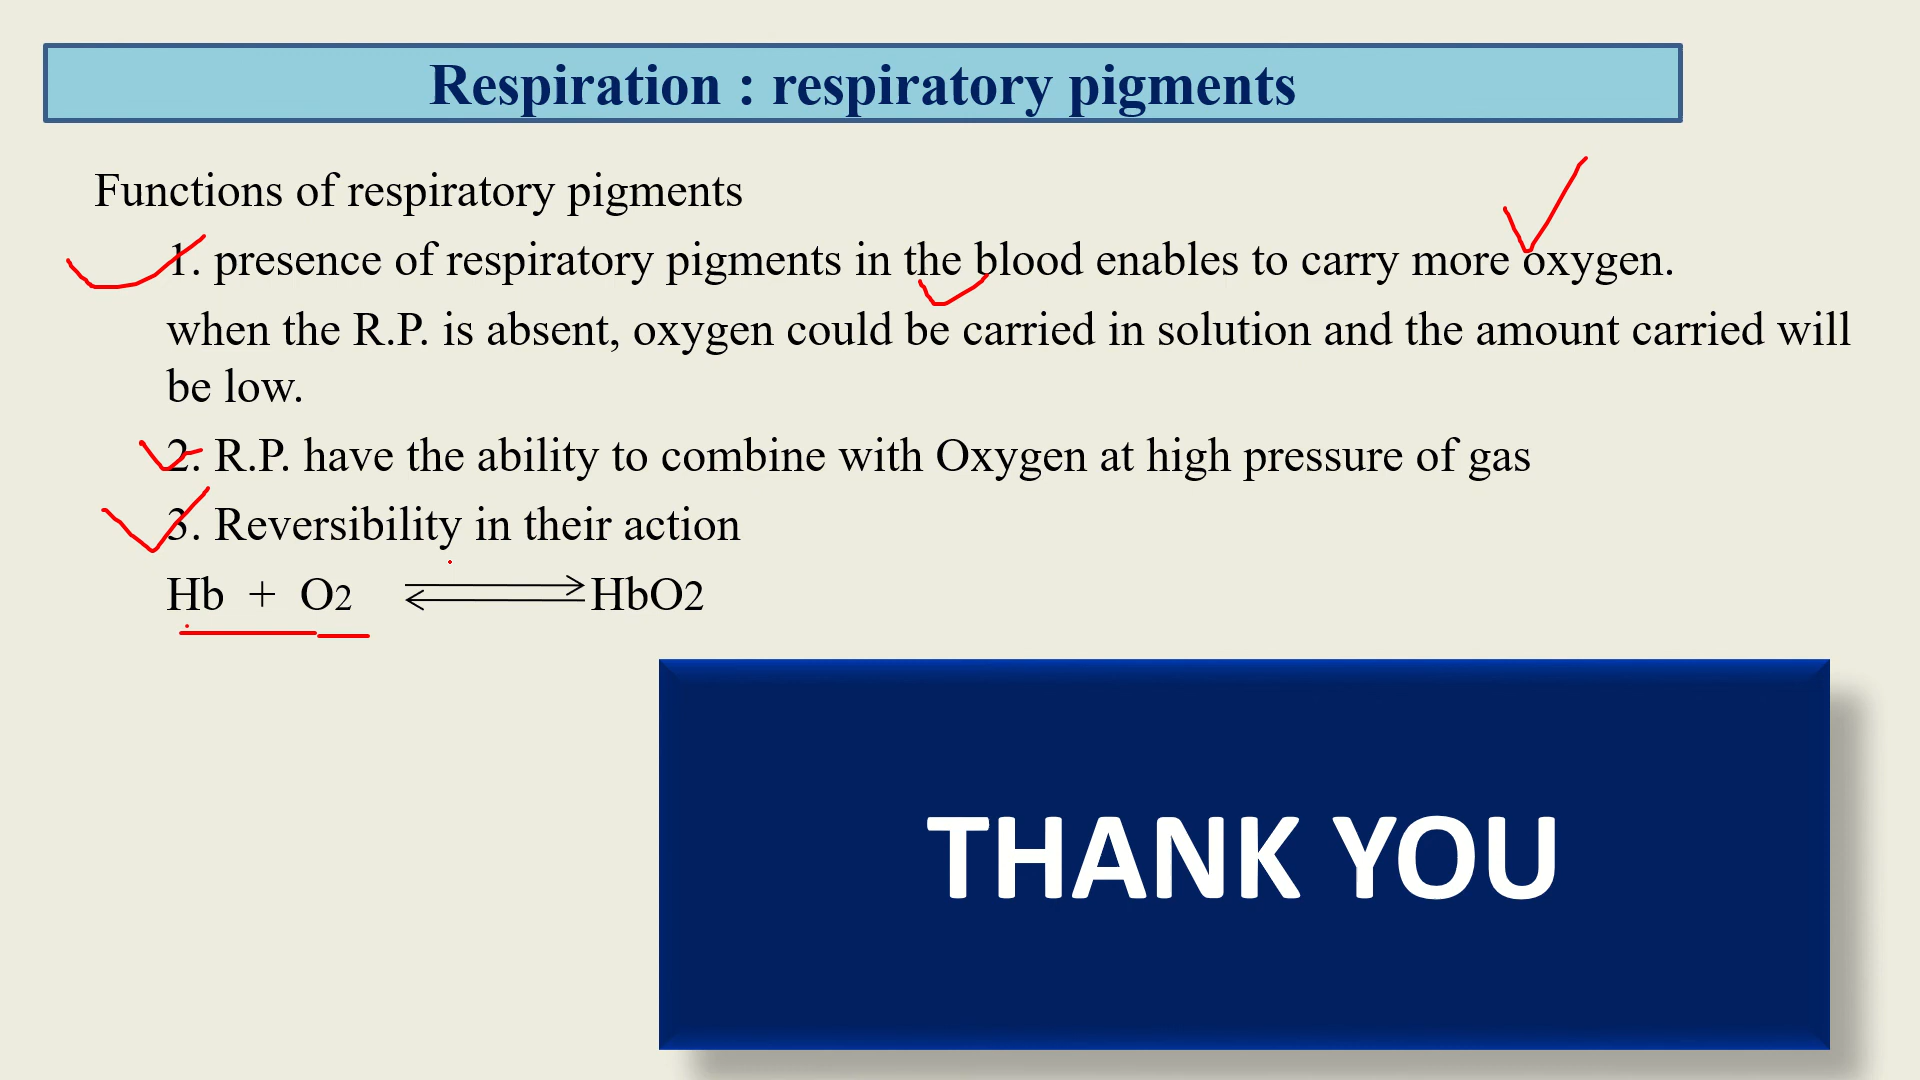 Respiration : respiratory pigments
Functions of respiratory pigments
1. presence of respiratory pigments in the blood enables to carry more oxygen.
when the R.P. is absent, oxygen could be carried in solution and the amount carried will
be low.
2. R.P. have the ability to combine with Oxygen at high pressure of gas
3. Reversibility in their action
Hb + O2 ⇌ HbO2
THANK YOU